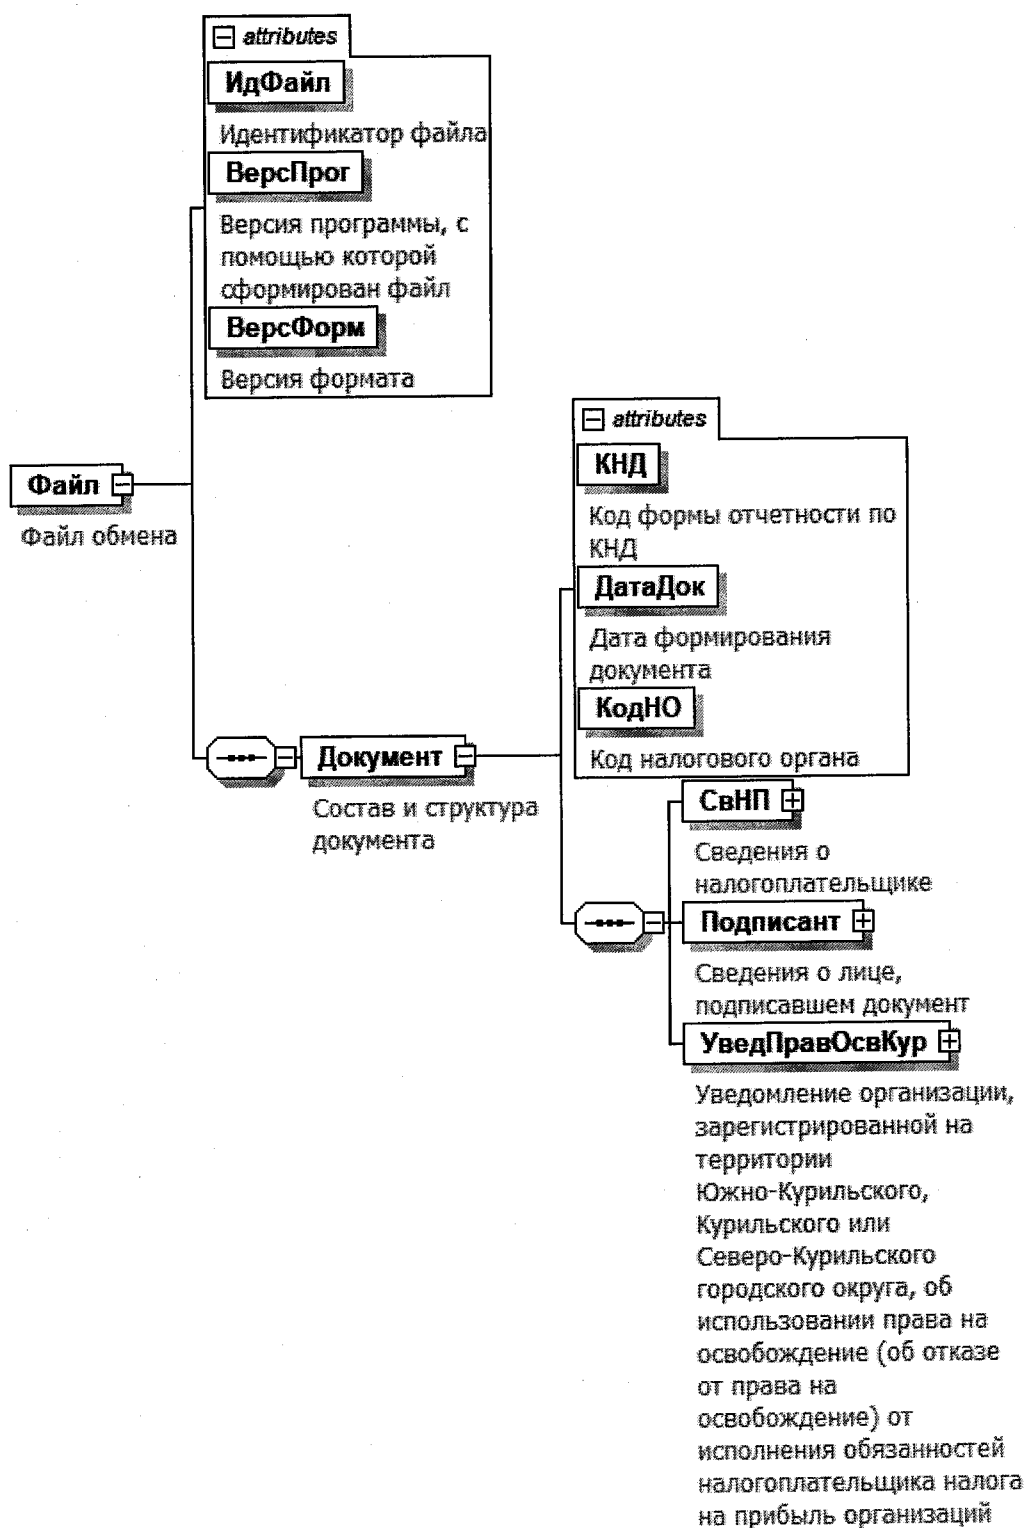 attributes
ИдФайл
Идентификатор файла
ВерсПрог
Версия программы, с
помощью которой
сформирован файл
ВерсФорм
Версия формата
Файл
Файл обмена
Документ
Состав и структура
документа
attributes
КНД
Код формы отчетности по
КНД
ДатаДок
Дата формирования
документа
КодНО
Код налогового органа
СвНП
Сведения о
налогоплательщике
Подписант
Сведения о лице,
подписавшем документ
УведПравОсвКур
Уведомление организации,
зарегистрированной на
территории
Южно-Курильского,
Курильского или
Северо-Курильского
городского округа, об
использовании права на
освобождение (об отказе
от права на
освобождение) от
исполнения обязанностей
налогоплательщика налога
на прибыль организаций